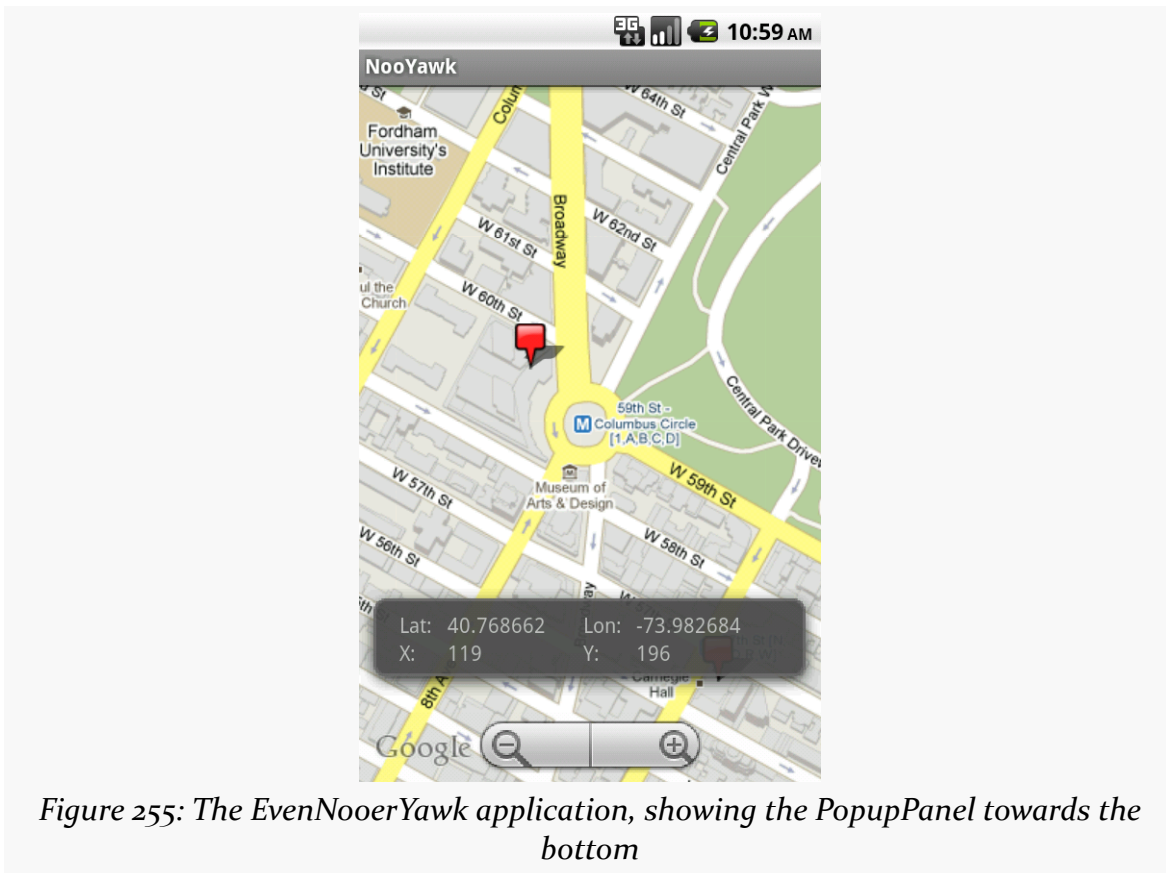 3G
10:59 AM
NooYawk
St
Colum
W 64th St
Central Park W
Fordham
University's
Institute
Broadway
W 62nd St
W 61st St
ul the
Church
W 60th St
59th St -
Columbus Circle
[1,A,B,C,D]
M
Central Park Drivew
Museum of
Arts & Design
W 59th St
W 57th St
W 58th St
W 56th St
Lat: 40.768662 Lon: -73.982684
X: 119 Y: 196
Carnegie
Hall
8th A
Google
Figure 255: The EvenNooerYawk application, showing the PopupPanel towards the
bottom